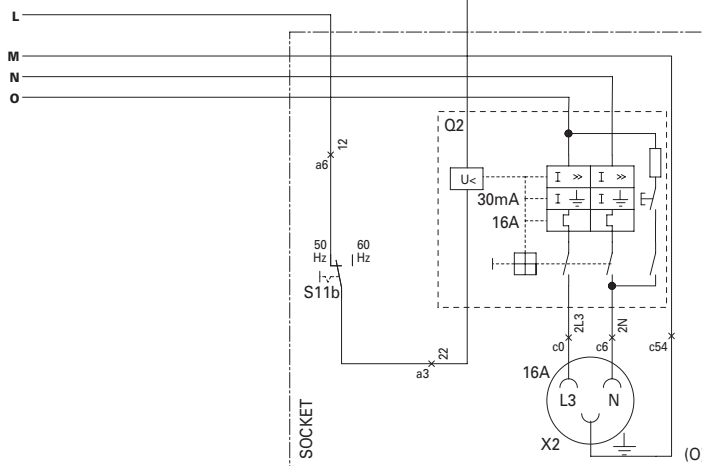 L
M
N
O
Q2
12
a6
U<
I >> I >>
30mA
I I
16A
50 Hz
60 Hz
S11b
2L3
2N
c0
c6
c54
22
a3
16A
L3 N
X2
SOCKET
(O